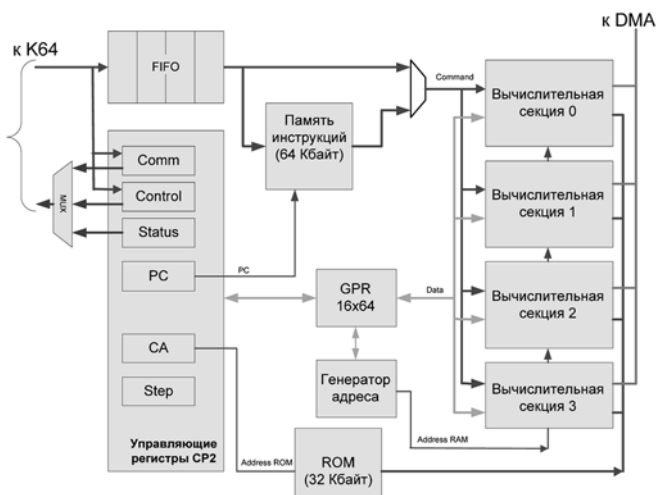 к K64
к DMA
FIFO
Command
Память
инструкций
(64 Кбайт)
Вычислительная
секция 0
Comm
Control
Status
MUX
PC
PC
Вычислительная
секция 1
GPR
16x64
Data
Вычислительная
секция 2
CA
Step
Генератор
адреса
Вычислительная
секция 3
Управляющие
регистры CP2
Address ROM
ROM
(32 Кбайт)
Address RAM